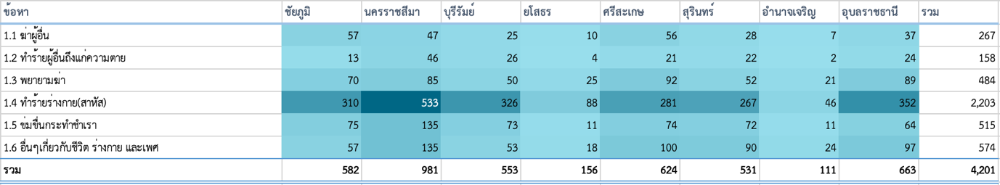 ข้อหา ชัยภูมิ นครราชสีมา บุรีรัมย์ ยโสธร ศรีสะเกษ สุรินทร์ อำนาจเจริญ อุบลราชธานี รวม
1.1 ฆ่าผู้อื่น 57 47 25 10 56 28 7 37 267
1.2 ทำร้ายผู้อื่นถึงแก่ความตาย 13 46 26 4 21 22 2 24 158
1.3 พยายามฆ่า 70 85 50 25 92 52 21 89 484
1.4 ทำร้ายร่างกาย(สาหัส) 310 533 326 88 281 267 46 352 2,203
1.5 ข่มขื่นกระทำชำเรา 75 135 73 11 74 72 11 64 515
1.6 อื่นๆเกี่ยวกับชีวิต ร่างกาย และเพศ 57 135 53 18 100 90 24 97 574
รวม 582 981 553 156 624 531 111 663 4,201